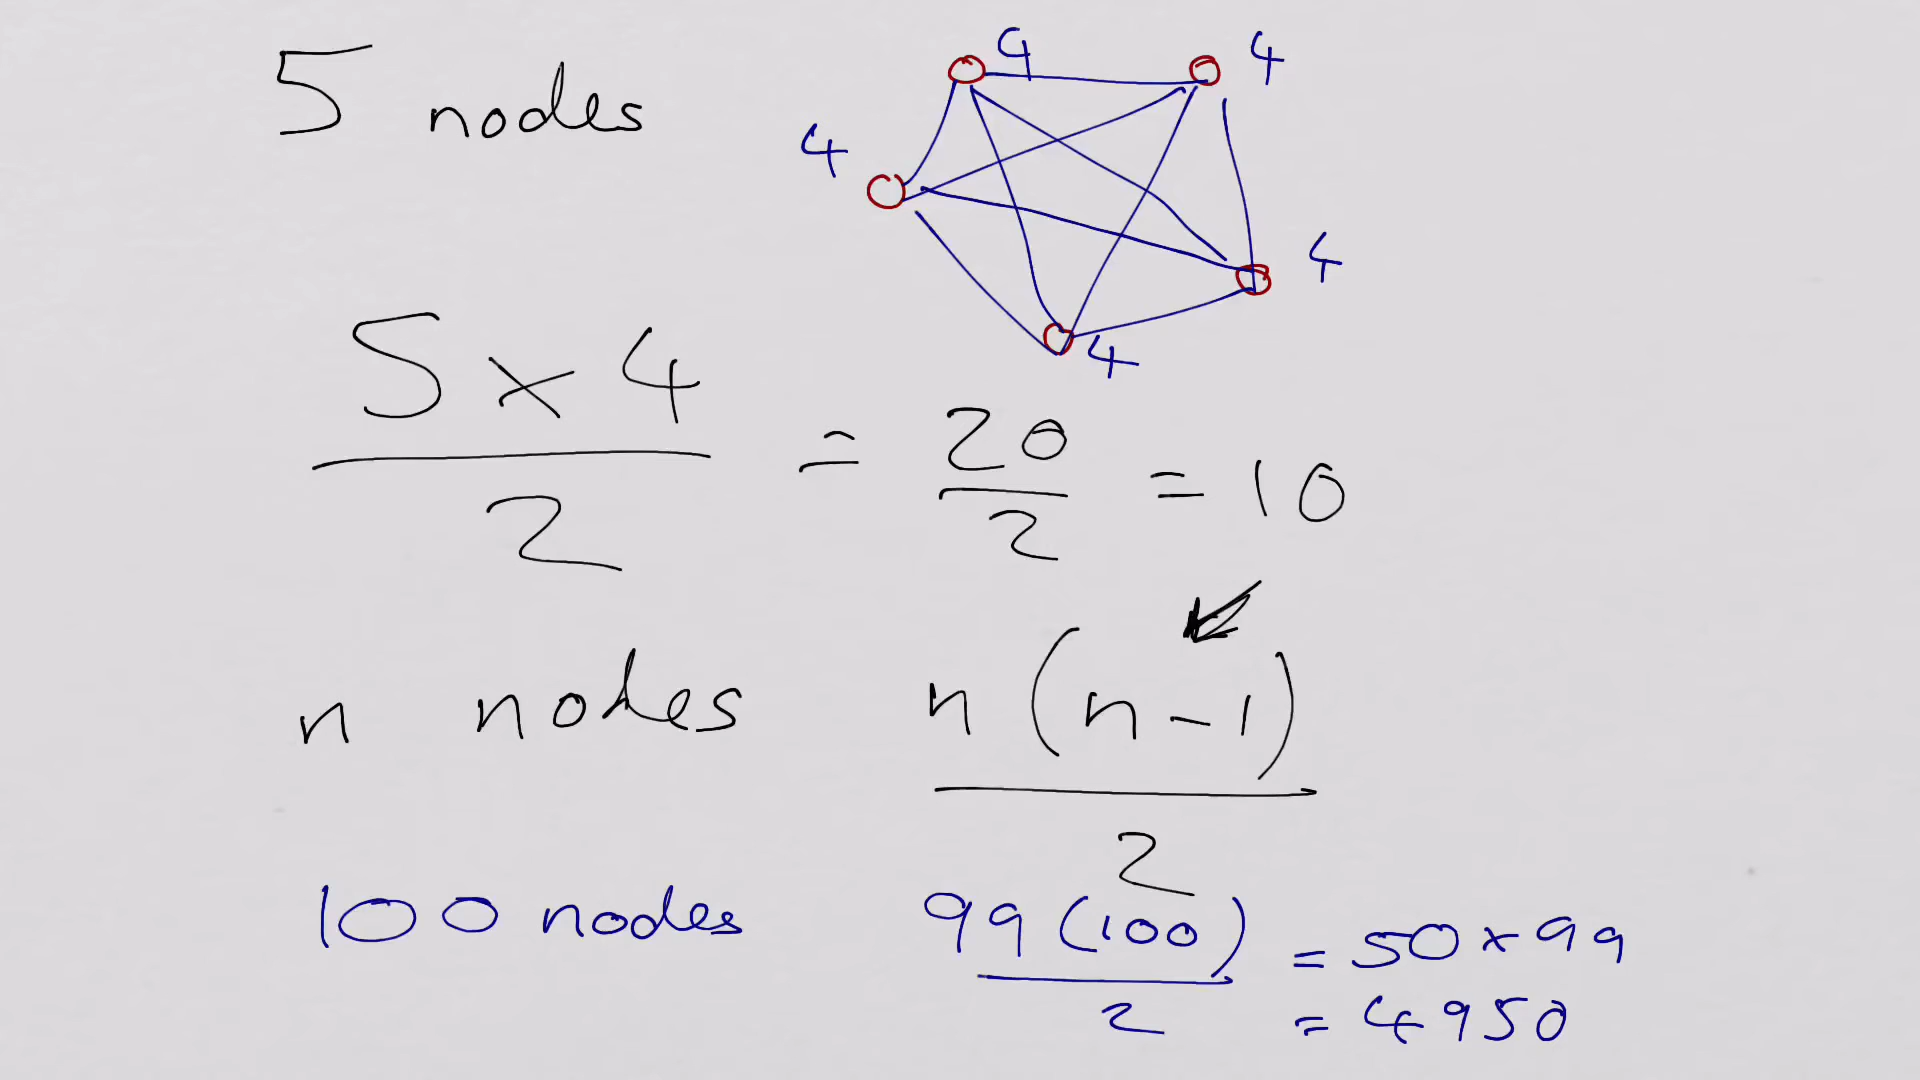 5 nodes
4 4
4
4
4
5 × 4 / 2 = 20 / 2 = 10
n nodes n (n - 1) / 2
100 nodes 99 (100) / 2 = 50 × 99
= 4950